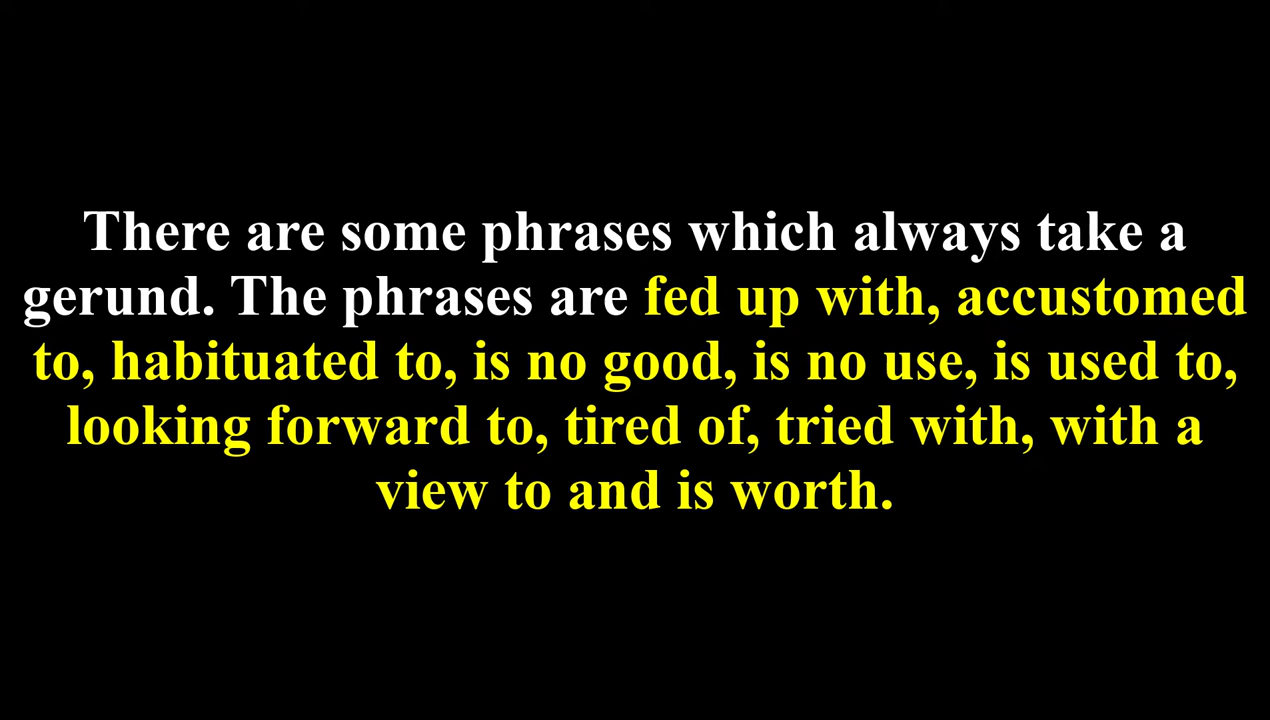 There are some phrases which always take a
gerund. The phrases are fed up with, accustomed
to, habituated to, is no good, is no use, is used to,
looking forward to, tired of, tried with, with a
view to and is worth.